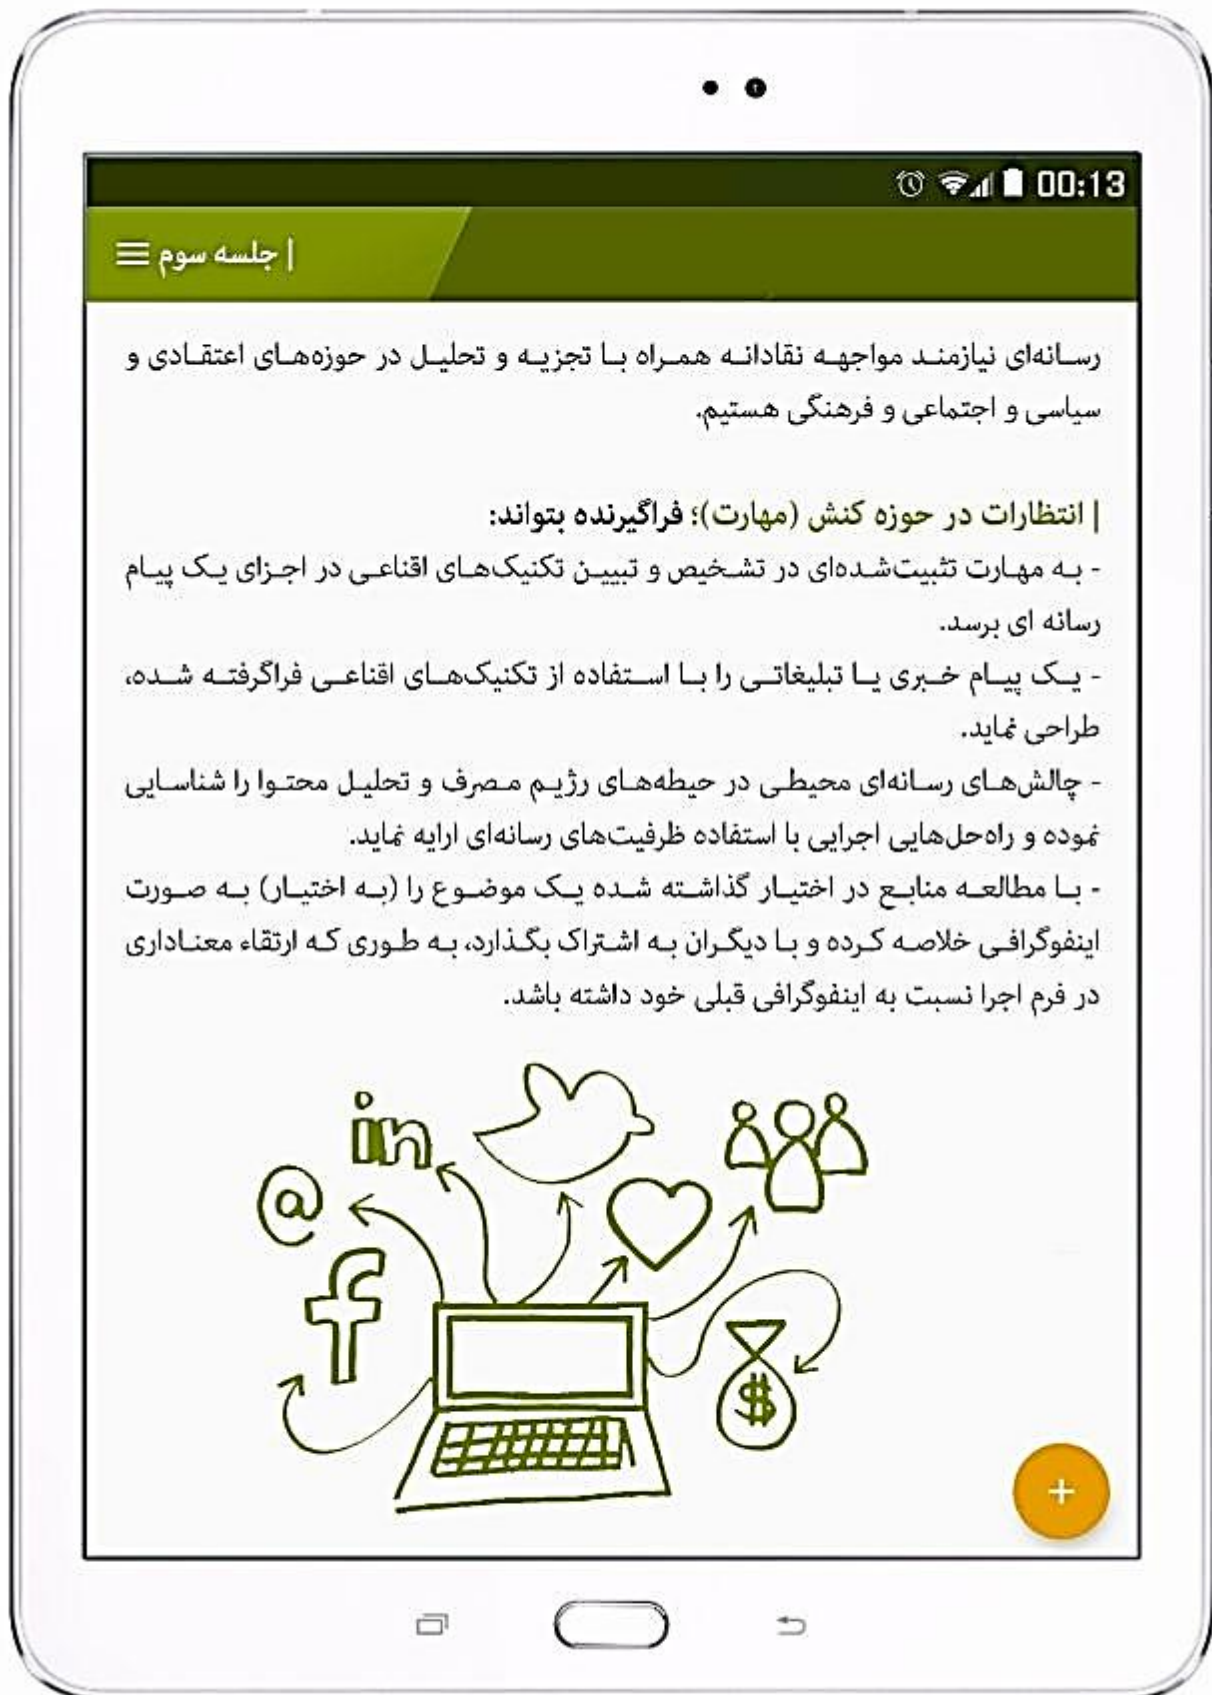 00:13
| جلسه سوم
رسانه‌ای نیازمند مواجهه نقادانه همراه با تجزیه و تحلیل در حوزه‌های اعتقادی و
سیاسی و اجتماعی و فرهنگی هستیم.
| انتظارات در حوزه کنش (مهارت)؛ فراگیرنده بتواند:
- به مهارت تثبیت‌شده‌ای در تشخیص و تبیین تکنیک‌های اقناعی در اجزای یک پیام
رسانه ای برسد.
- یک پیام خبری یا تبلیغاتی را با استفاده از تکنیک‌های اقناعی فراگرفته شده،
طراحی نماید.
- چالش‌های رسانه‌ای محیطی در حیطه‌های رژیم مصرف و تحلیل محتوا را شناسایی
نموده و راه‌حل‌هایی اجرایی با استفاده ظرفیت‌های رسانه‌ای ارایه نماید.
- با مطالعه منابع در اختیار گذاشته شده یک موضوع را (به اختیار) به صورت
اینفوگرافی خلاصه کرده و با دیگران به اشتراک بگذارد، به طوری که ارتقاء معناداری
در فرم اجرا نسبت به اینفوگرافی قبلی خود داشته باشد.
in
@
f
$
+